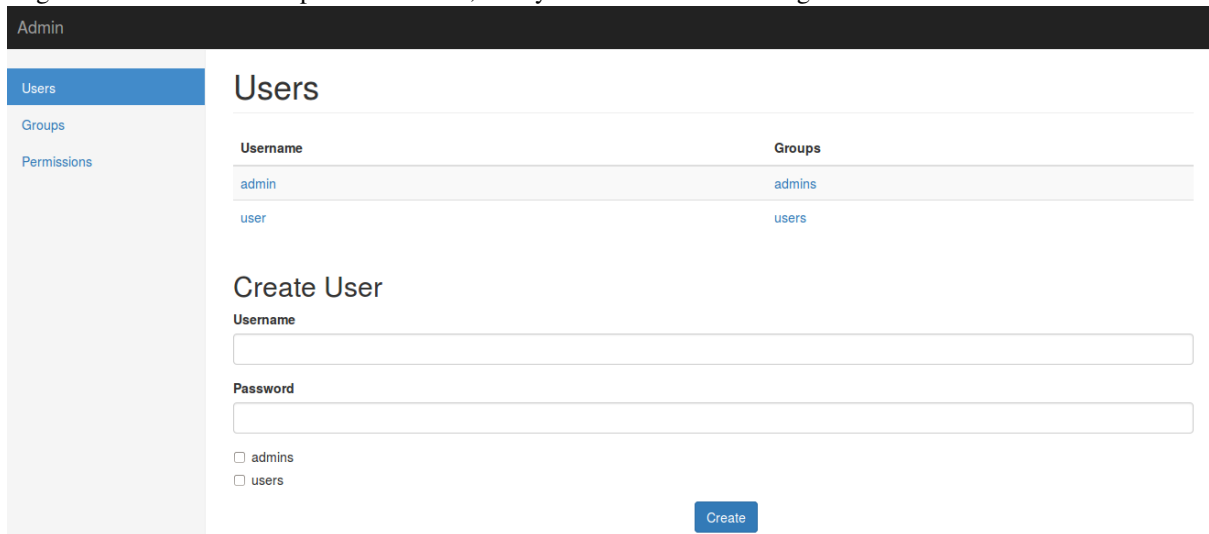 Admin
Users
Groups
Permissions
Users
Username Groups
admin admins
user users
Create User
Username
Password
admins
users
Create